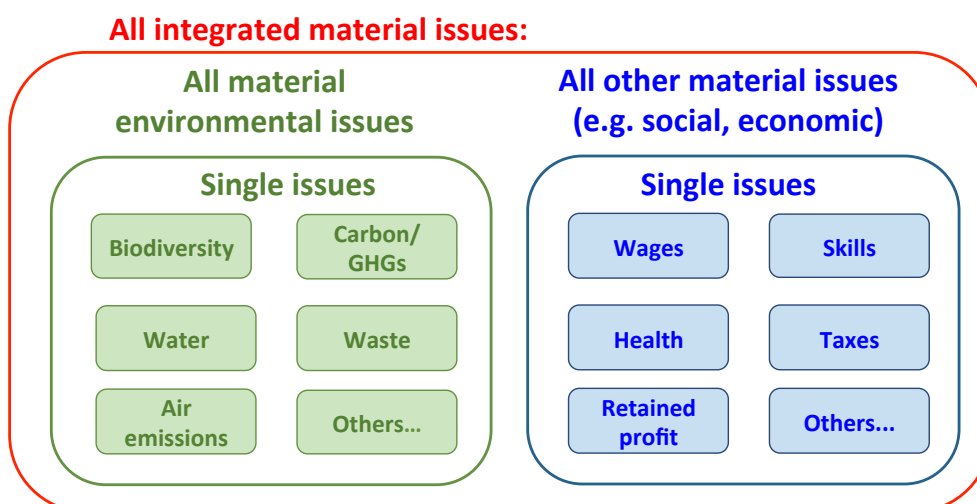 All integrated material issues:
All material
environmental issues
Single issues
Biodiversity
Carbon/
GHGs
Water
Waste
Air
emissions
Others…
All other material issues
(e.g. social, economic)
Single issues
Wages
Skills
Health
Taxes
Retained
profit
Others...